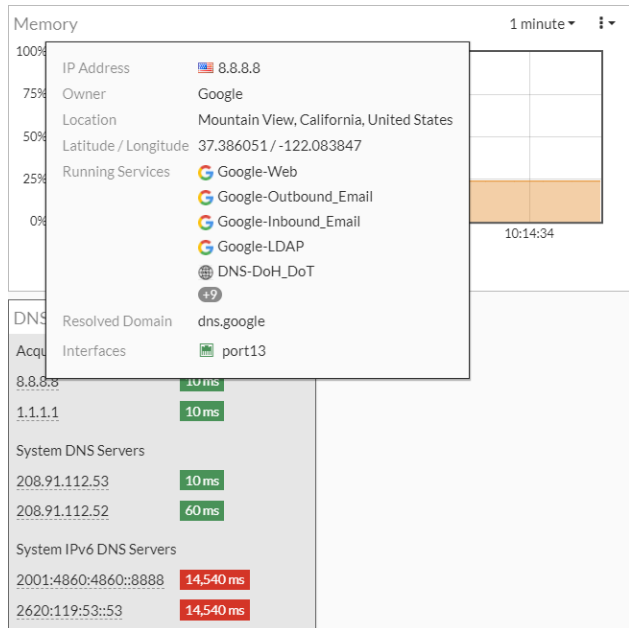 Memory
1 minute
100%
75%
50%
25%
0%
10:14:34
IP Address 8.8.8.8
Owner Google
Location Mountain View, California, United States
Latitude / Longitude 37.386051 / -122.083847
Running Services Google-Web
Google-Outbound_Email
Google-Inbound_Email
Google-LDAP
DNS-DoH_DoT
+9
Resolved Domain dns.google
Interfaces port13
DNS
Acqu
8.8.8.8 10 ms
1.1.1.1 10 ms
System DNS Servers
208.91.112.53 10 ms
208.91.112.52 60 ms
System IPv6 DNS Servers
2001:4860:4860::8888 14,540 ms
2620:119:53::53 14,540 ms